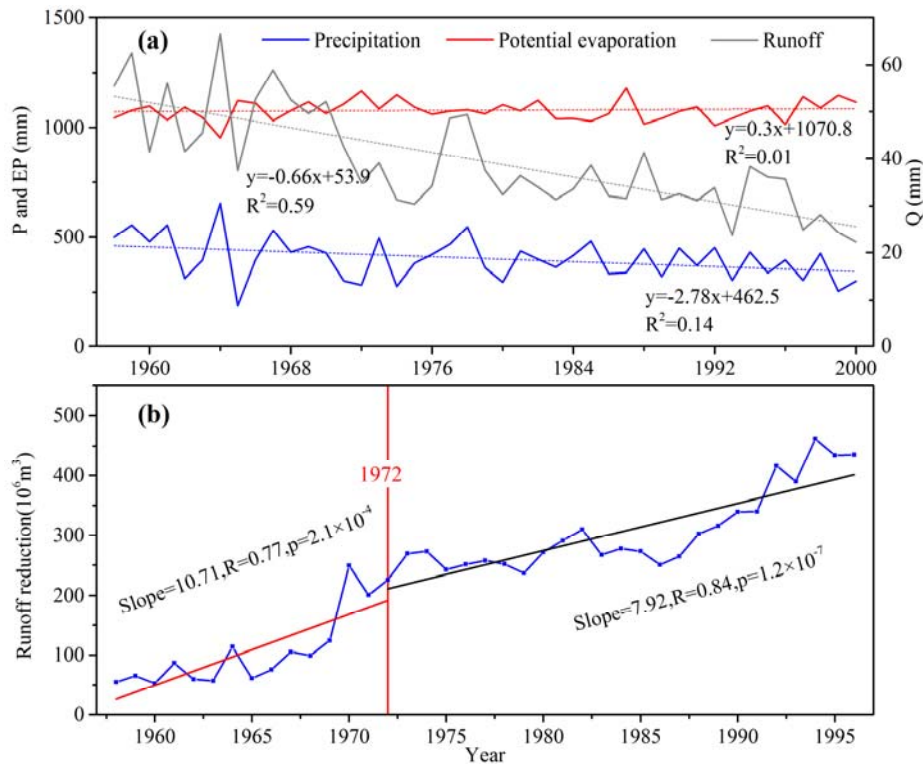 (a)
Precipitation
Potential evaporation
Runoff
1500
1000
500
0
P and EP (mm)
60
40
20
0
Q (mm)
y=0.3x+1070.8
R²=0.01
y=-0.66x+53.9
R²=0.59
y=-2.78x+462.5
R²=0.14
1960 1968 1976 1984 1992 2000
(b)
500
400
300
200
100
0
Runoff reduction(10⁶m³)
1972
Slope=10.71,R=0.77,p=2.1×10⁻⁴
Slope=7.92,R=0.84,p=1.2×10⁻⁷
1960 1965 1970 1975 1980 1985 1990 1995
Year